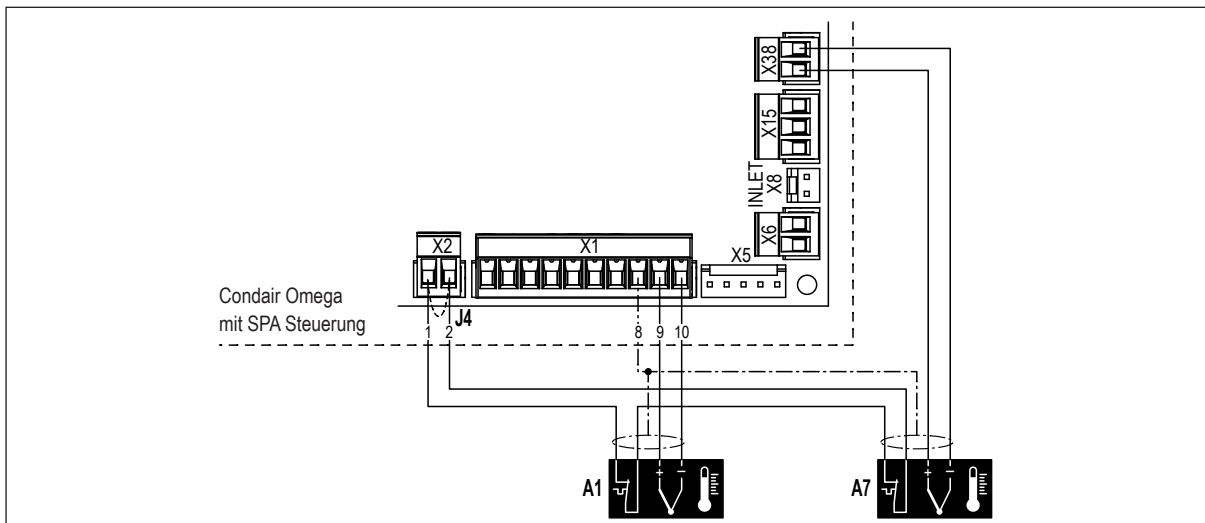 X38
X15
INLET
X8
X6
X2
X1
X5
Condair Omega
mit SPA Steuerung
J4
1
2
8
9
10
A1
+
−
A7
+
−